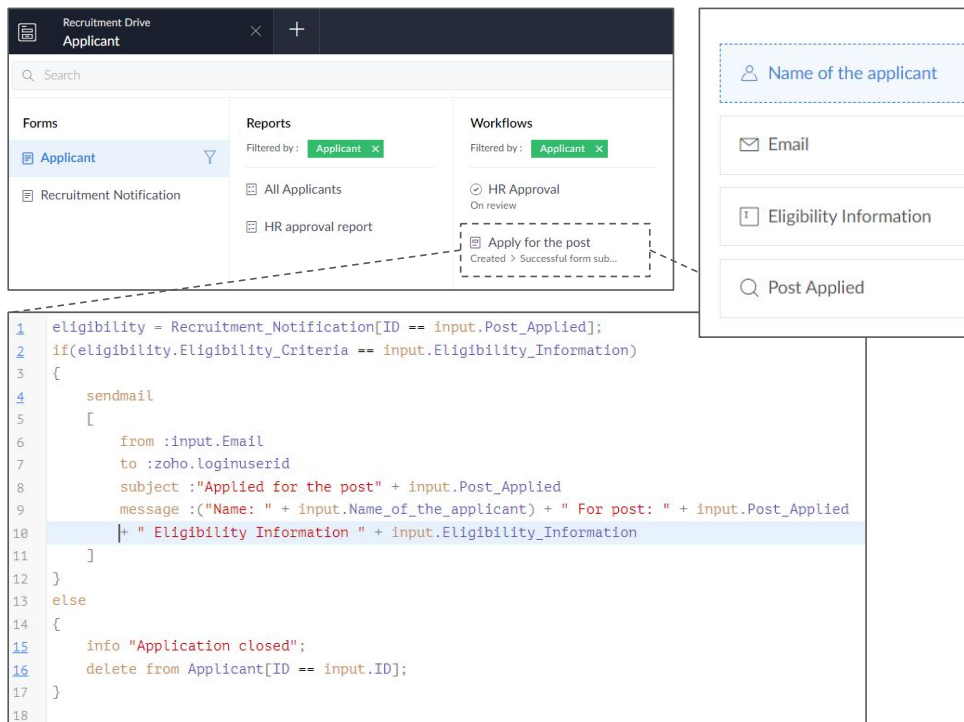 Recruitment Drive
Applicant
Search
Forms
Applicant
Recruitment Notification
Reports
Filtered by : Applicant
All Applicants
HR approval report
Workflows
Filtered by : Applicant
HR Approval
On review
Apply for the post
Created > Successful form sub...
Name of the applicant
Email
Eligibility Information
Post Applied
1 eligibility = Recruitment_Notification[ID == input.Post_Applied];
2 if(eligibility.Eligibility_Criteria == input.Eligibility_Information)
3 {
4 sendmail
5 [
6 from :input.Email
7 to :zoho.loginuserid
8 subject :"Applied for the post" + input.Post_Applied
9 message :("Name: " + input.Name_of_the_applicant) + " For post: " + input.Post_Applied
10 + " Eligibility Information " + input.Eligibility_Information
11 ]
12 }
13 else
14 {
15 info "Application closed";
16 delete from Applicant[ID == input.ID];
17 }
18